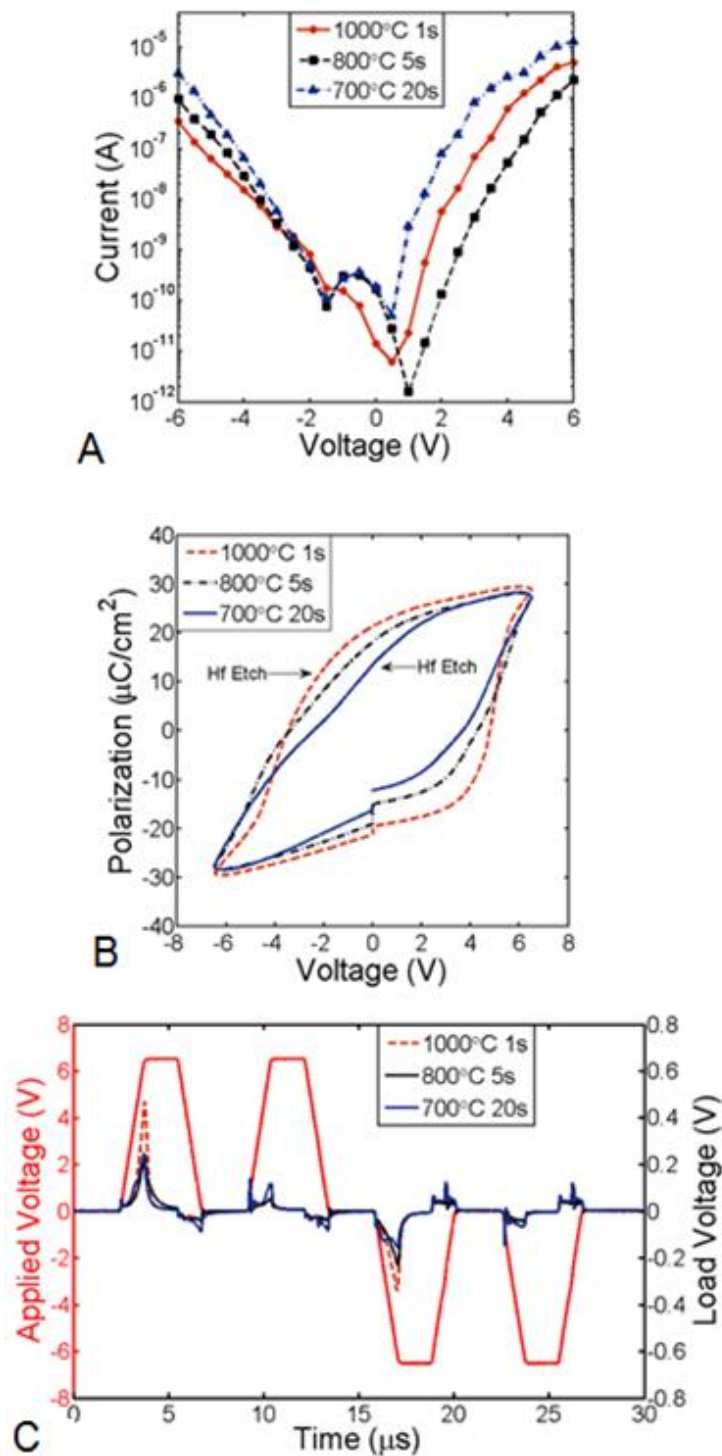 10⁻⁵
10⁻⁶
10⁻⁷
10⁻⁸
10⁻⁹
10⁻¹⁰
10⁻¹¹
10⁻¹²
Current (A)
1000°C 1s
800°C 5s
700°C 20s
-6 -4 -2 0 2 4 6
Voltage (V)
A
40
30
20
10
0
-10
-20
-30
-40
Polarization (μC/cm²)
1000°C 1s
800°C 5s
700°C 20s
Hf Etch
Hf Etch
-8 -6 -4 -2 0 2 4 6 8
Voltage (V)
B
8
6
4
2
0
-2
-4
-6
-8
Applied Voltage (V)
1000°C 1s
800°C 5s
700°C 20s
0.8
0.6
0.4
0.2
0
-0.2
-0.4
-0.6
-0.8
Load Voltage (V)
0 5 10 15 20 25 30
Time (μs)
C